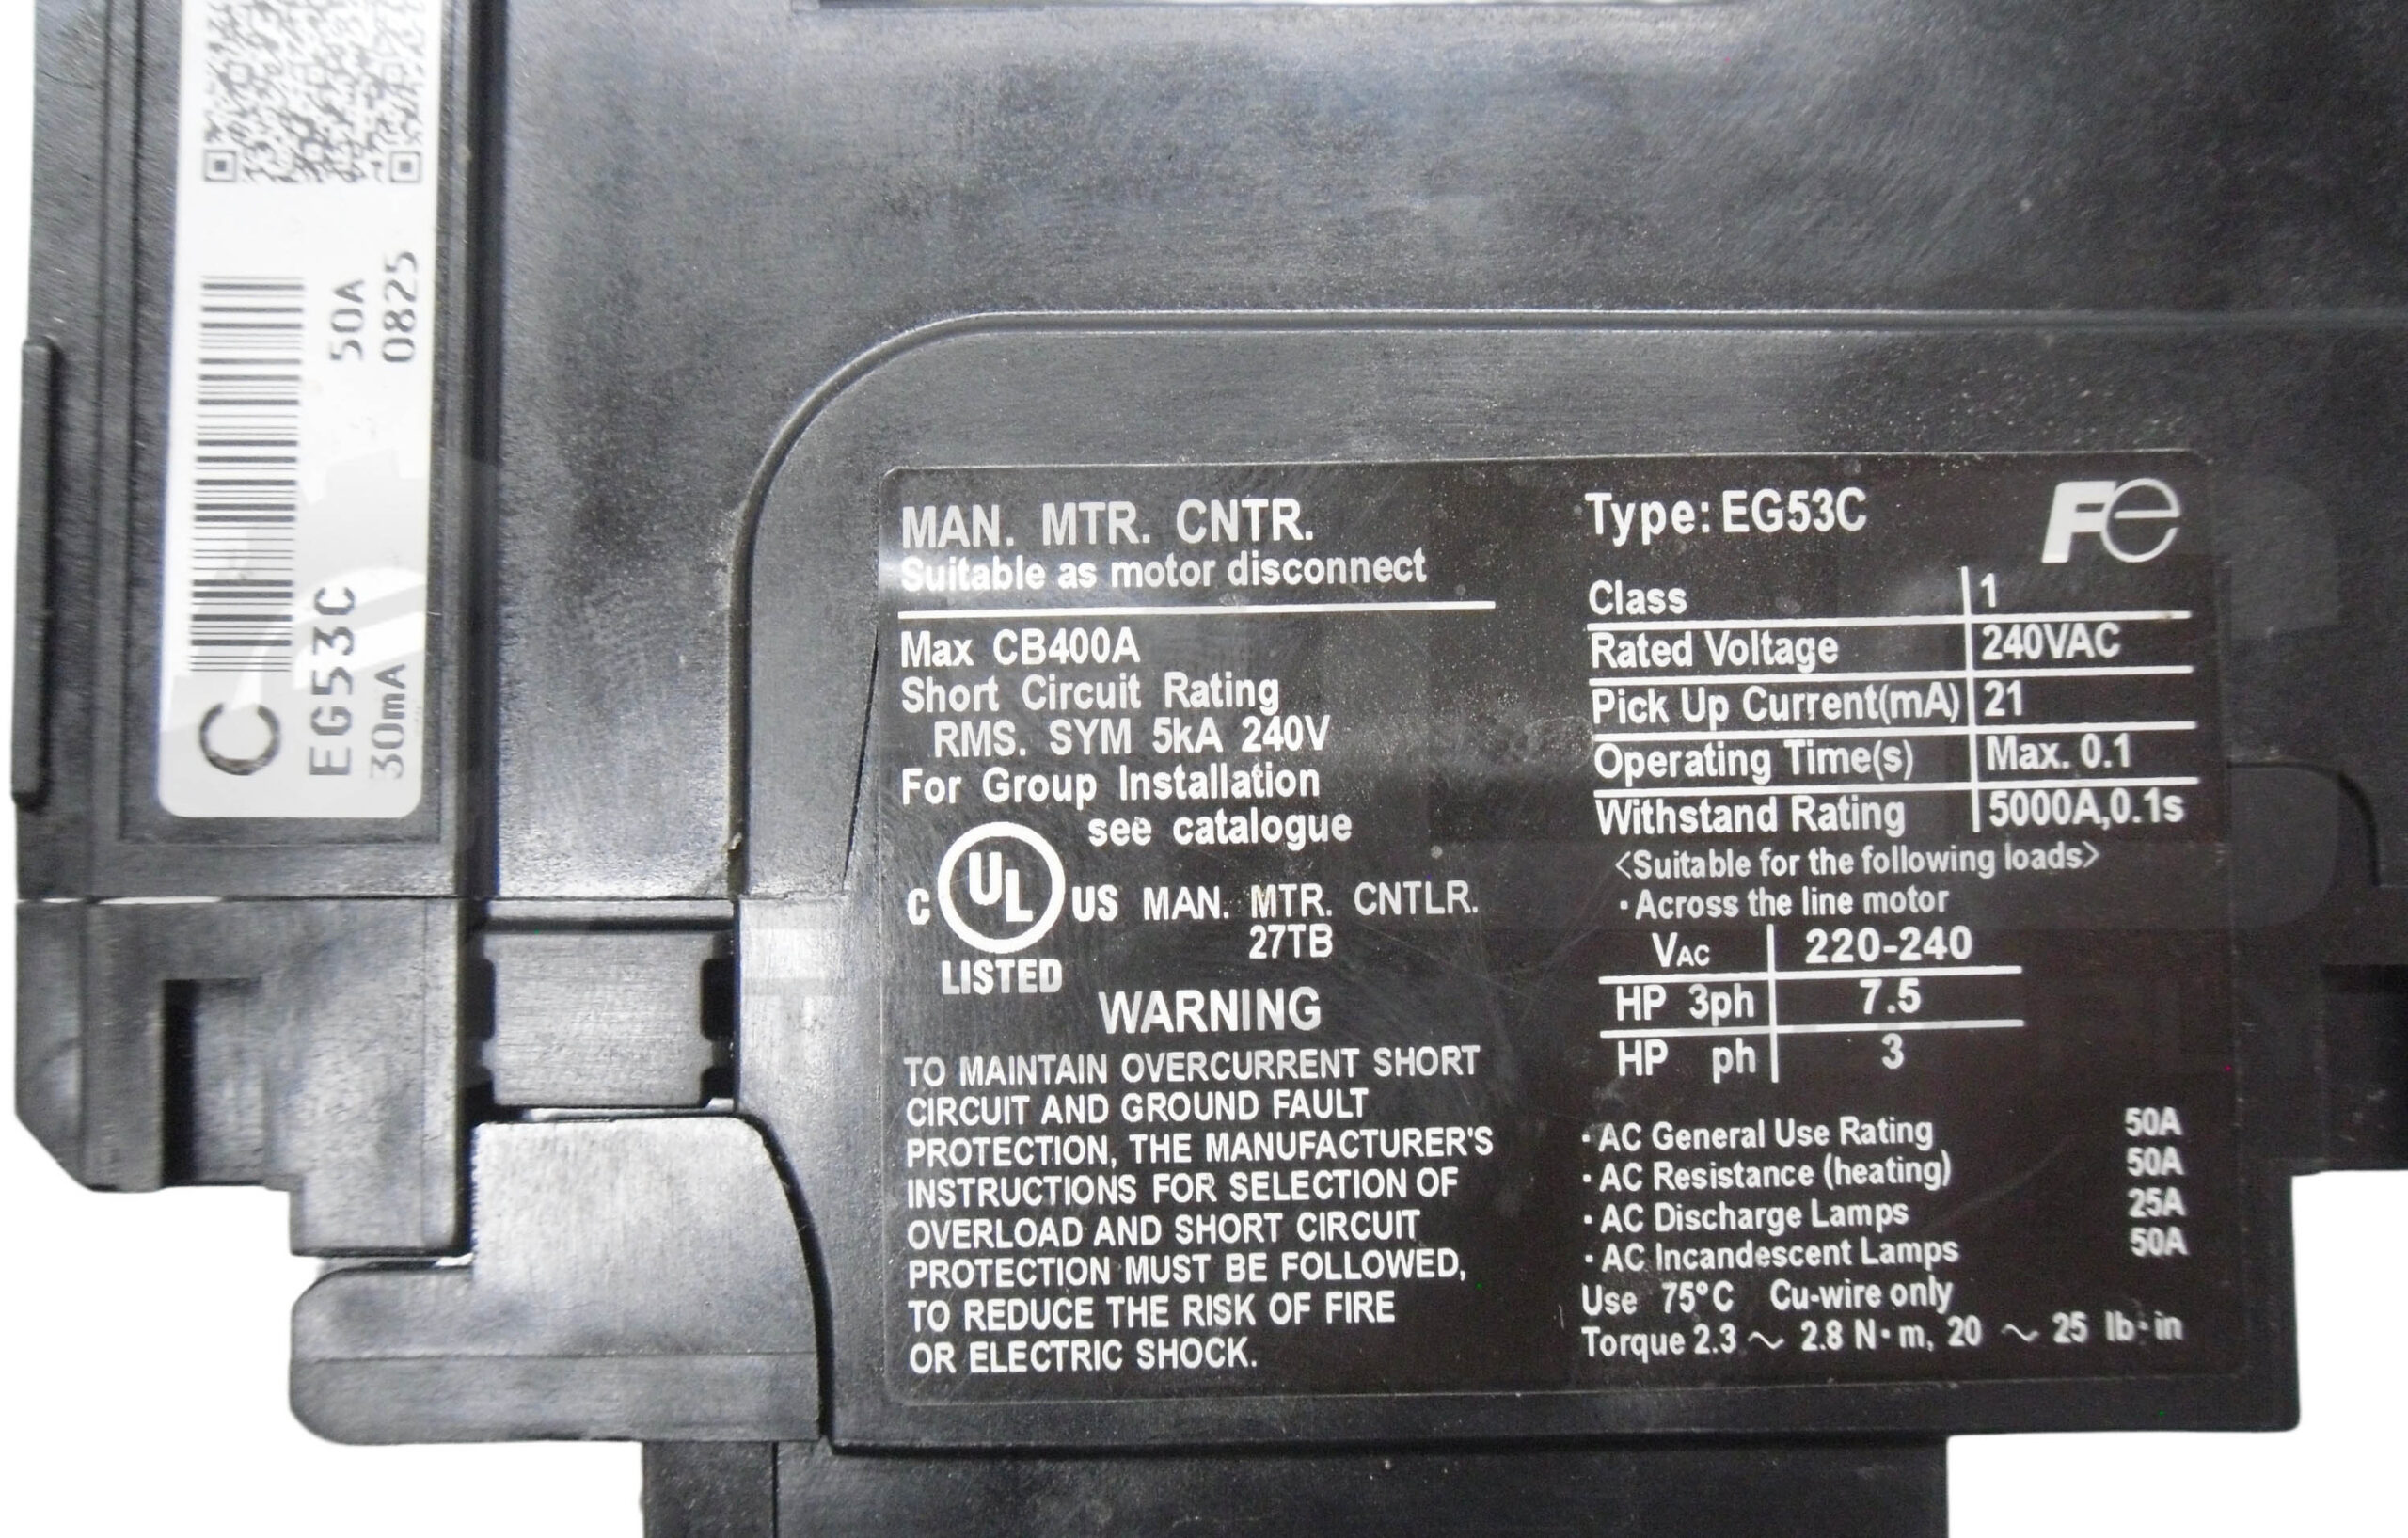 50A
0825
C
EG53C
30mA
MAN. MTR. CNTR.
Suitable as motor disconnect
Max CB400A
Short Circuit Rating
RMS. SYM 5kA 240V
For Group Installation
see catalogue
C UL US MAN. MTR. CNTLR.
27TB
LISTED
WARNING
TO MAINTAIN OVERCURRENT SHORT
CIRCUIT AND GROUND FAULT
PROTECTION, THE MANUFACTURER'S
INSTRUCTIONS FOR SELECTION OF
OVERLOAD AND SHORT CIRCUIT
PROTECTION MUST BE FOLLOWED,
TO REDUCE THE RISK OF FIRE
OR ELECTRIC SHOCK.
Type: EG53C Fe
Class 1
Rated Voltage 240VAC
Pick Up Current(mA) 21
Operating Time(s) Max. 0.1
Withstand Rating 5000A,0.1s
<Suitable for the following loads>
・Across the line motor
VAC 220-240
HP 3ph 7.5
HP ph 3
・AC General Use Rating 50A
・AC Resistance (heating) 50A
・AC Discharge Lamps 25A
・AC Incandescent Lamps 50A
Use 75°C Cu-wire only
Torque 2.3 ~ 2.8 N・m, 20 ~ 25 lb-in